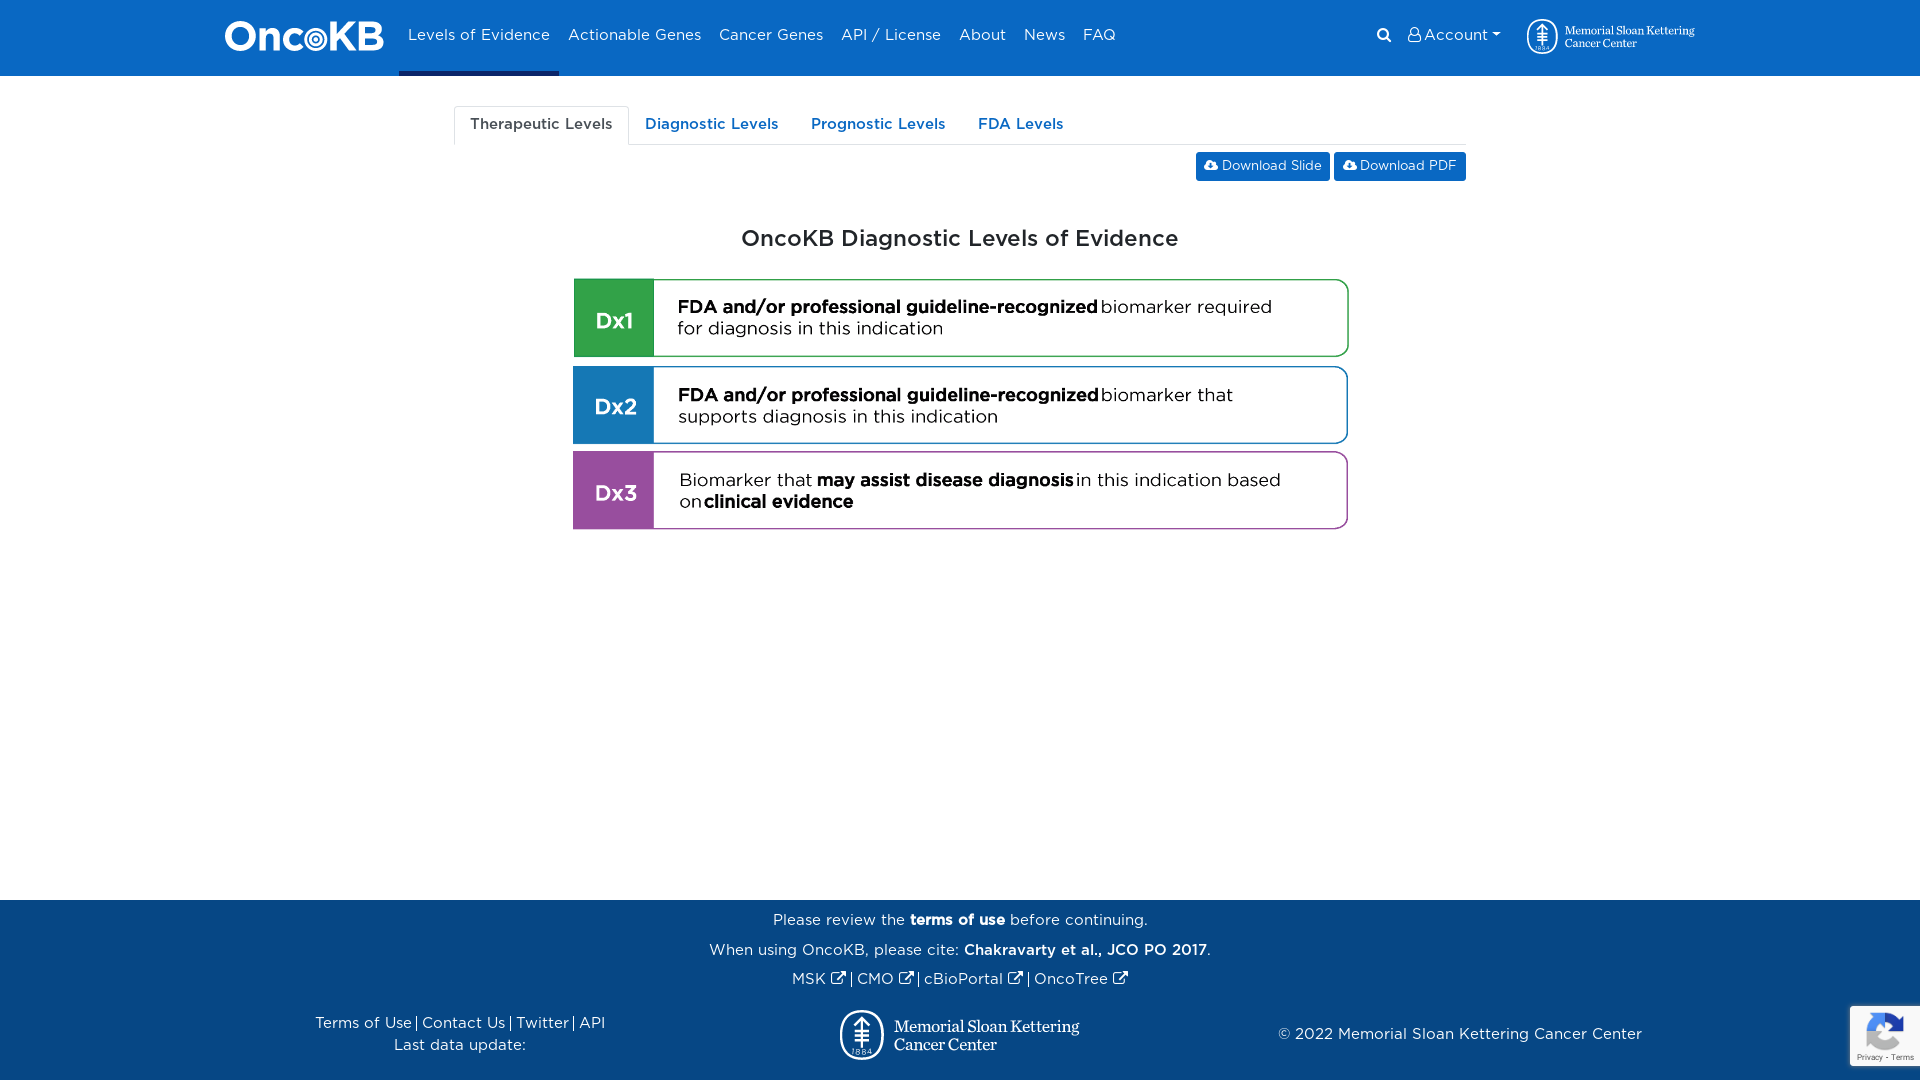 OncoKB Levels of Evidence Actionable Genes Cancer Genes API / License About News FAQ Account Memorial Sloan Kettering
Cancer Center
1884
Therapeutic Levels Diagnostic Levels Prognostic Levels FDA Levels
Download Slide Download PDF
OncoKB Diagnostic Levels of Evidence
Dx1 FDA and/or professional guideline-recognized biomarker required
for diagnosis in this indication
Dx2 FDA and/or professional guideline-recognized biomarker that
supports diagnosis in this indication
Dx3 Biomarker that may assist disease diagnosis in this indication based
on clinical evidence
Please review the terms of use before continuing.
When using OncoKB, please cite: Chakravarty et al., JCO PO 2017.
MSK | CMO | cBioPortal | OncoTree
Terms of Use | Contact Us | Twitter | API
Last data update:
1884 Memorial Sloan Kettering
Cancer Center
© 2022 Memorial Sloan Kettering Cancer Center
Privacy - Terms